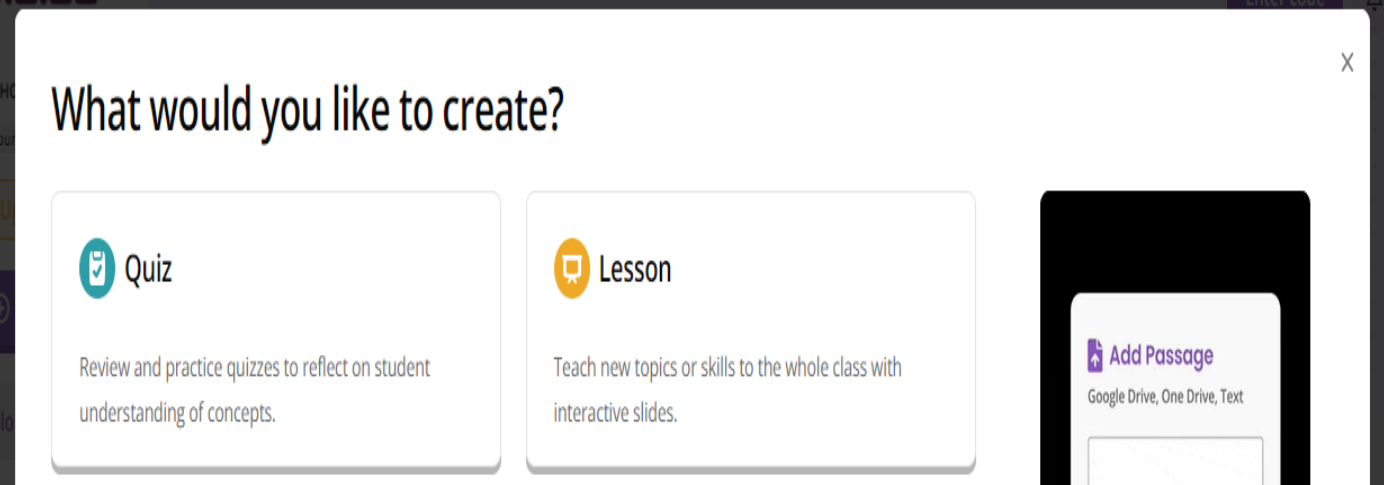 Enter code
X
What would you like to create?
Quiz
Review and practice quizzes to reflect on student
understanding of concepts.
Lesson
Teach new topics or skills to the whole class with
interactive slides.
Add Passage
Google Drive, One Drive, Text